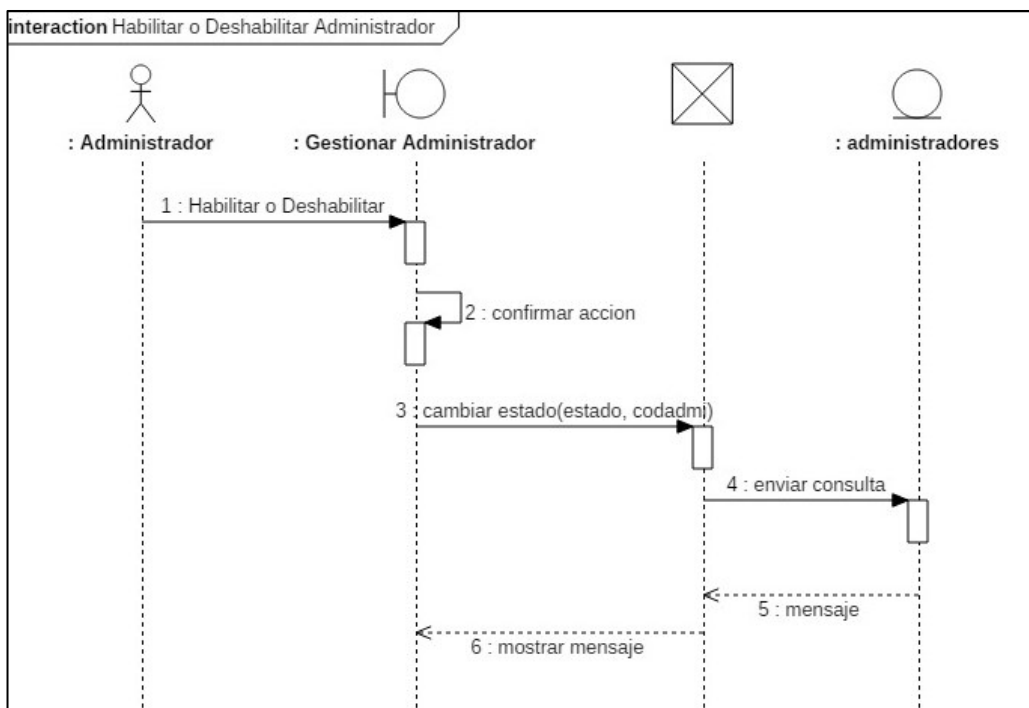 interaction Habilitar o Deshabilitar Administrador
: Administrador
: Gestionar Administrador
: administradores
1 : Habilitar o Deshabilitar
2 : confirmar accion
3 : cambiar estado(estado, codadmi)
4 : enviar consulta
5 : mensaje
6 : mostrar mensaje